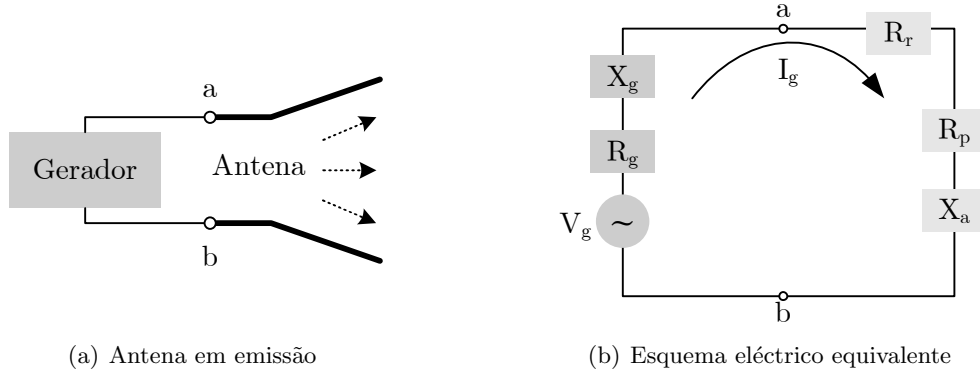 a
Gerador
Antena
b
(a) Antena em emissão
a
R_r
X_g
I_g
R_g
R_p
V_g
~
X_a
b
(b) Esquema eléctrico equivalente